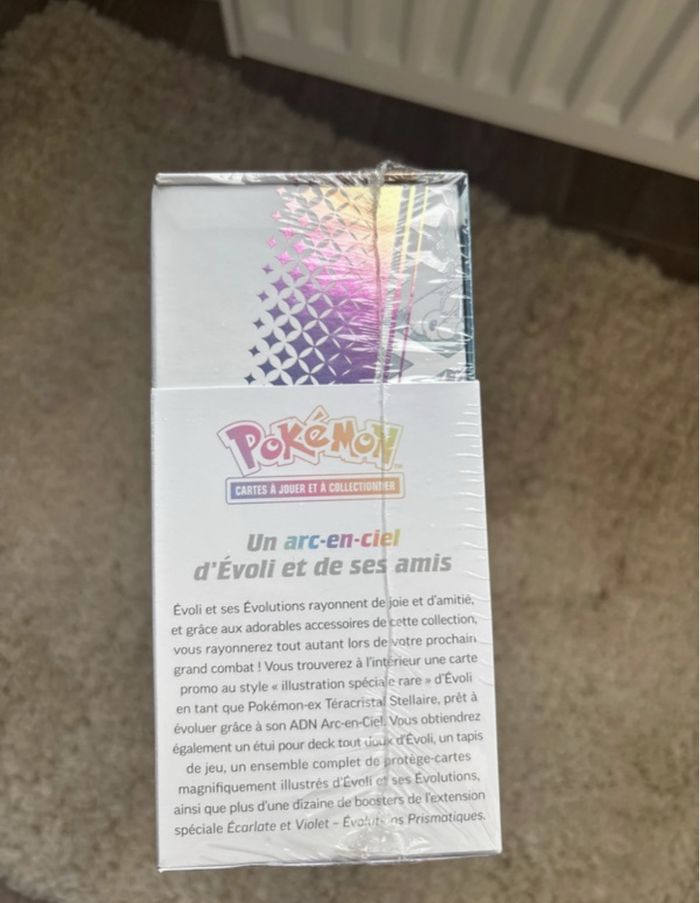 POKÉMON
CARTES À JOUER ET À COLLECTIONNER
Un arc-en-ciel
d'Évoli et de ses amis
Évoli et ses Évolutions rayonnent de joie et d'amitié,
et grâce aux adorables accessoires de cette collection,
vous rayonnerez tout autant lors de votre prochain
grand combat ! Vous trouverez à l'intérieur une carte
promo au style « illustration spéciale rare » d'Évoli
en tant que Pokémon-ex Téracristal Stellaire, prêt à
évoluer grâce à son ADN Arc-en-Ciel. Vous obtiendrez
également un étui pour deck tout doux d'Évoli, un tapis
de jeu, un ensemble complet de protège-cartes
magnifiquement illustrés d'Évoli et ses Évolutions,
ainsi que plus d'une dizaine de boosters de l'extension
spéciale Écarlate et Violet – Évolutions Prismatiques.